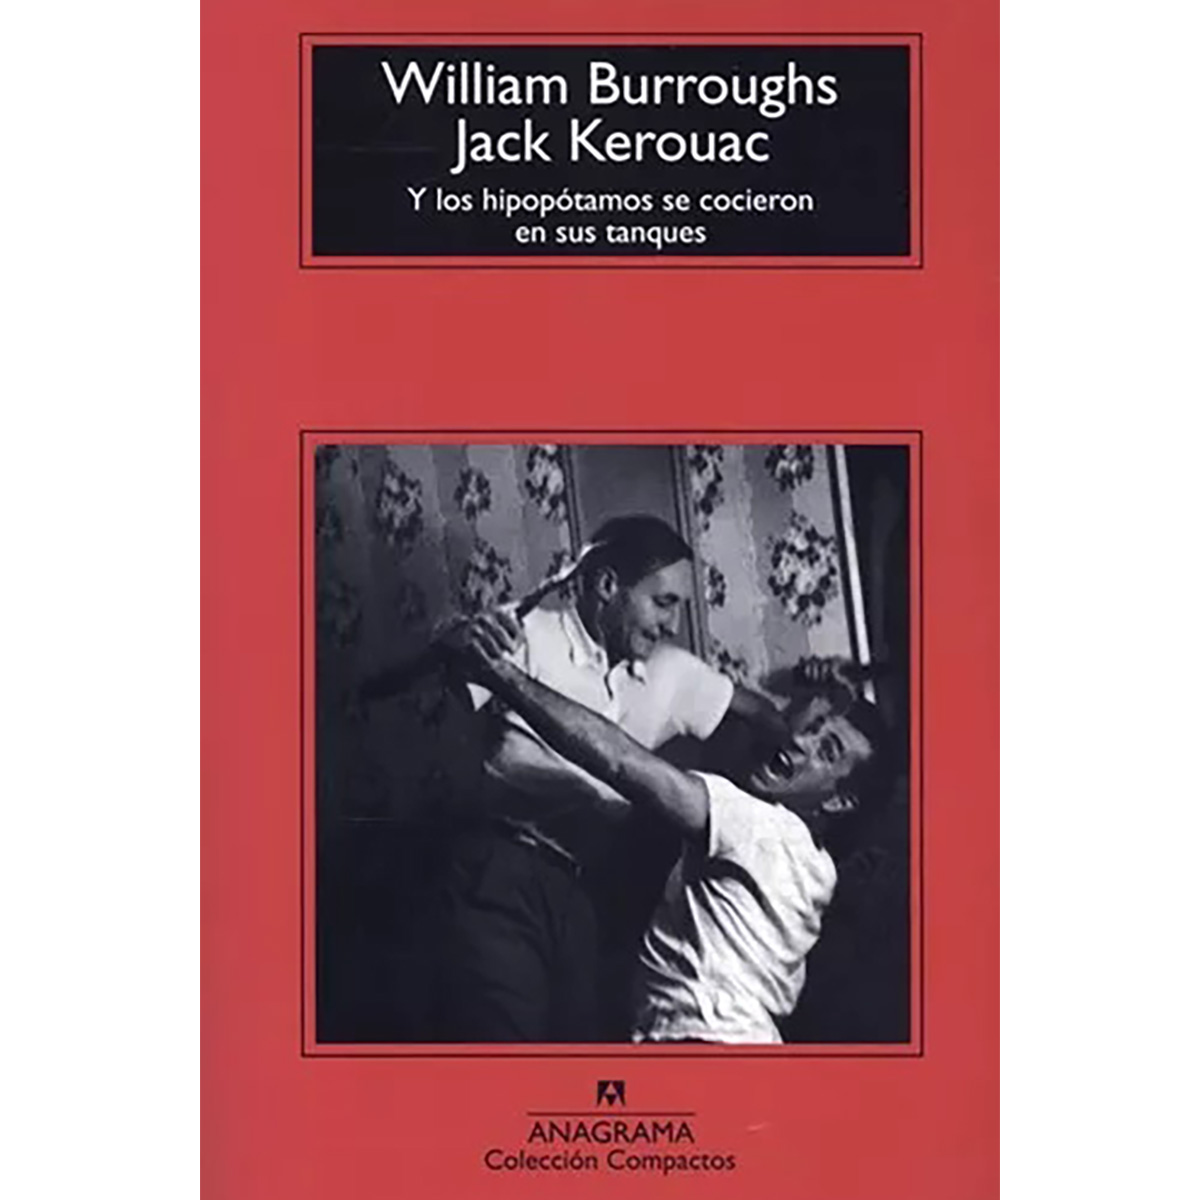 William Burroughs
Jack Kerouac
Y los hipopótamos se cocieron
en sus tanques
ANAGRAMA
Colección Compactos